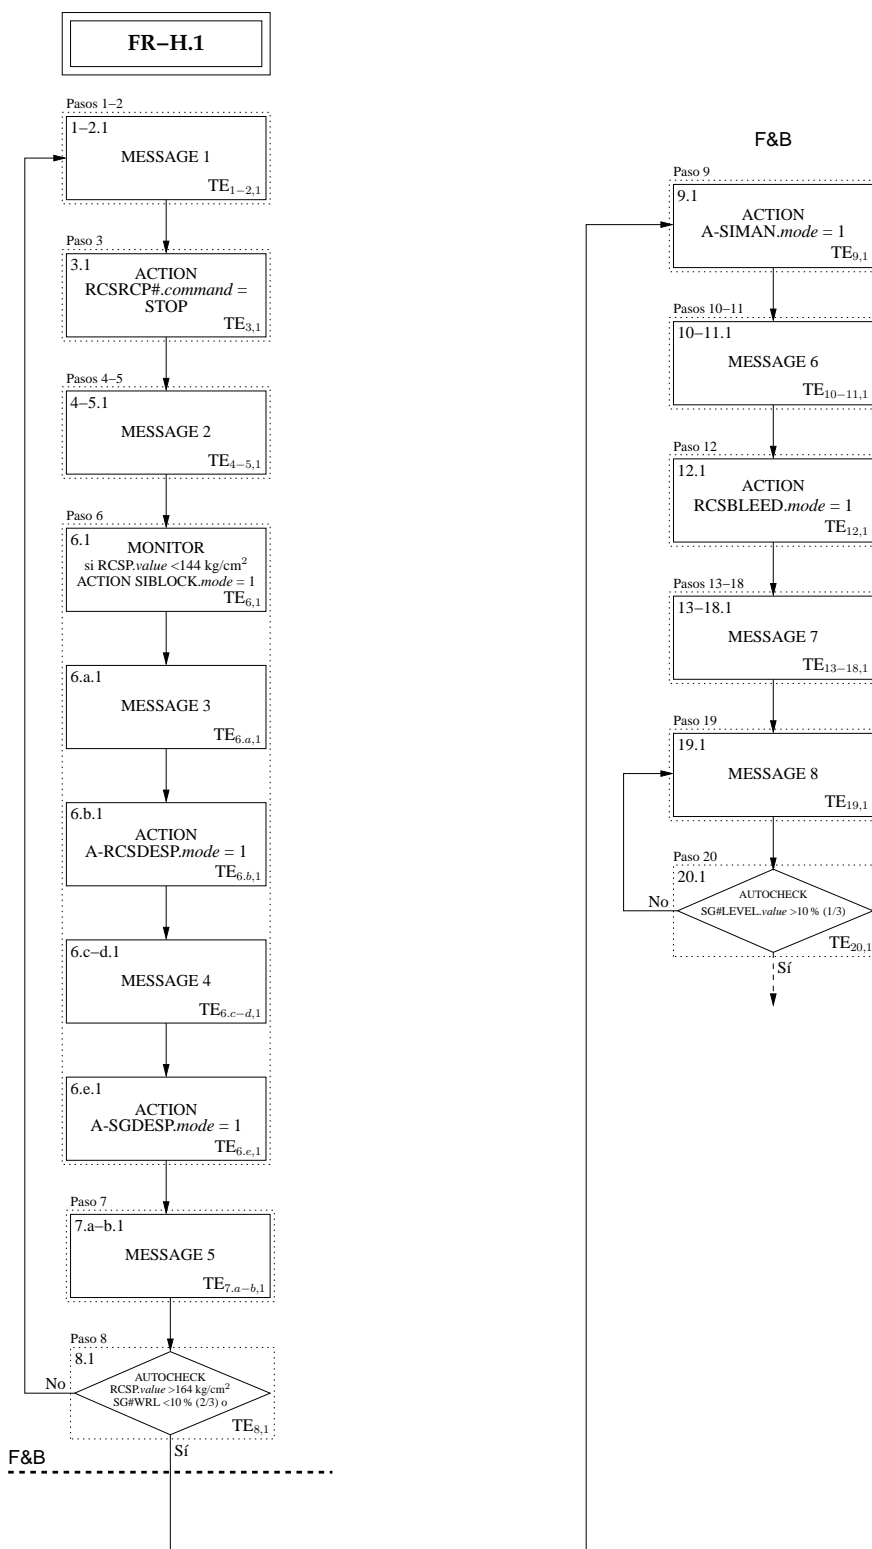 FR–H.1
Pasos 1–2
1–2.1
MESSAGE 1
TE1−2,1
Paso 3
3.1
ACTION
RCSRCP#.command =
STOP
TE3,1
Pasos 4–5
4–5.1
MESSAGE 2
TE4−5,1
Paso 6
6.1
MONITOR
si RCSP.value <144 kg/cm2
ACTION SIBLOCK.mode = 1
TE6,1
6.a.1
MESSAGE 3
TE6.a,1
6.b.1
ACTION
A-RCSDESP.mode = 1
TE6.b,1
6.c–d.1
MESSAGE 4
TE6.c−d,1
6.e.1
ACTION
A-SGDESP.mode = 1
TE6.e,1
Paso 7
7.a–b.1
MESSAGE 5
TE7.a−b,1
Paso 8
8.1
AUTOCHECK
RCSP.value >164 kg/cm2
SG#WRL <10 % (2/3) o
No
TE8,1
Sí
F&B
F&B
Paso 9
9.1
ACTION
A-SIMAN.mode = 1
TE9,1
Pasos 10–11
10–11.1
MESSAGE 6
TE10−11,1
Paso 12
12.1
ACTION
RCSBLEED.mode = 1
TE12,1
Pasos 13–18
13–18.1
MESSAGE 7
TE13−18,1
Paso 19
19.1
MESSAGE 8
TE19,1
Paso 20
20.1
AUTOCHECK
SG#LEVEL.value >10 % (1/3)
No
TE20,1
Sí